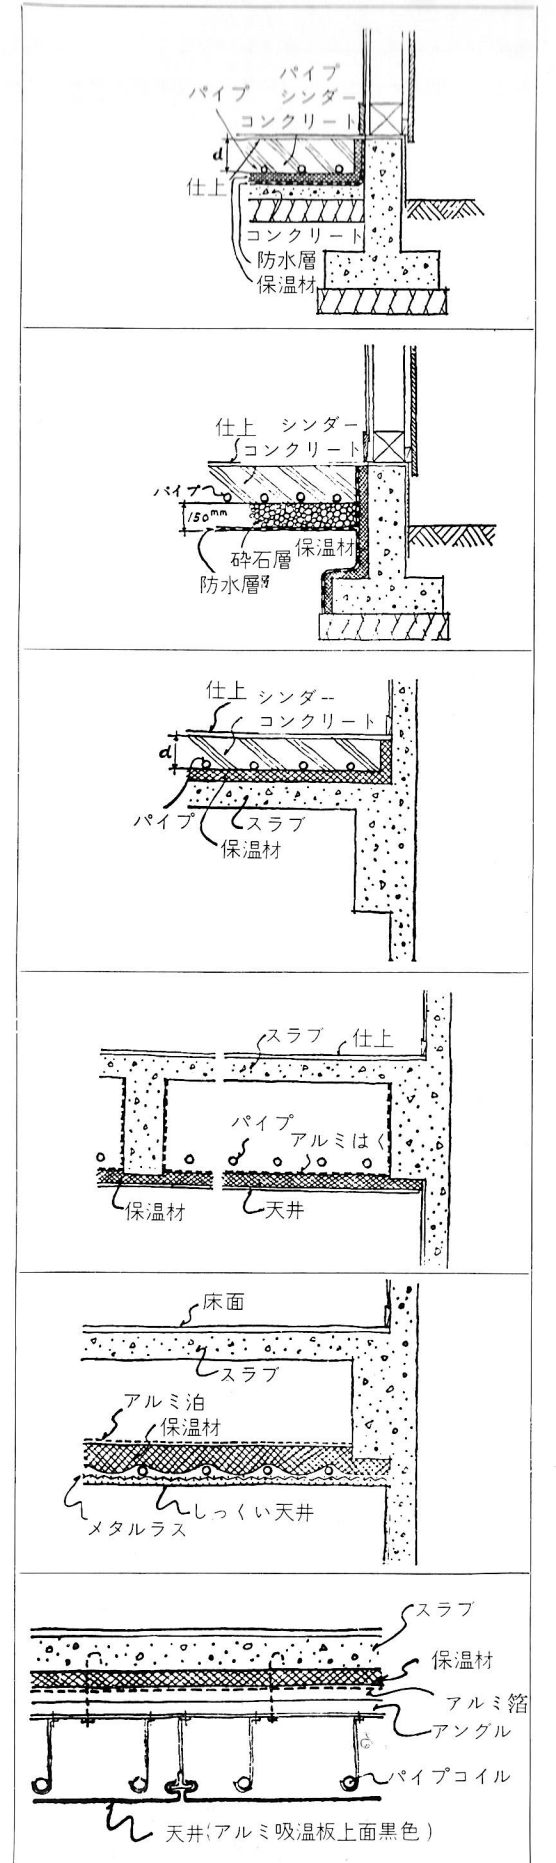 パイプ
パイプ
シンダー
コンクリート
d
仕上
コンクリート
防水層
保温材
仕上
シンダー
コンクリート
パイプ
150mm
保温材
砕石層
防水層
仕上
シンダー
コンクリート
d
パイプ
スラブ
保温材
スラブ
仕上
パイプ
アルミはく
保温材
天井
床面
スラブ
アルミ泊
保温材
しっくい天井
メタルラス
スラブ
保温材
アルミ箔
アングル
パイプコイル
天井(アルミ吸温板上面黒色)